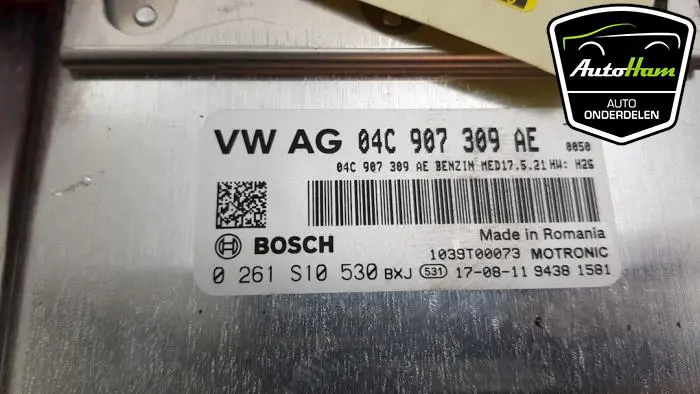 AutoHam
AUTO
ONDERDELEN
VW AG 04C 907 309 AE 0050
04C 907 309 AE BENZIN MED17.5.21 HW: H26
Made in Romania
BOSCH
1039T00073 MOTRONIC
0 261 S10 530 BXJ 531 17-08-11 9438 1581